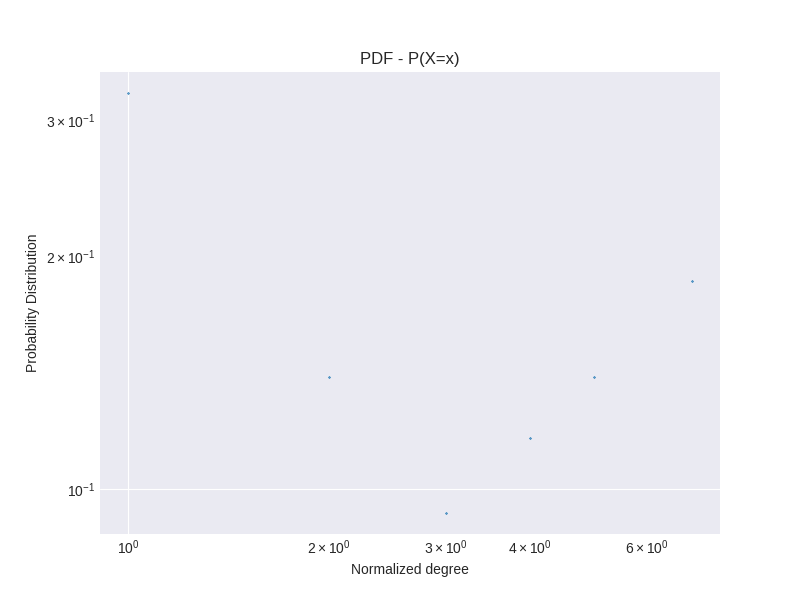 PDF - P(X=x)
3 × 10⁻¹
2 × 10⁻¹
10⁻¹
Probability Distribution
10⁰
2 × 10⁰
3 × 10⁰
4 × 10⁰
6 × 10⁰
Normalized degree